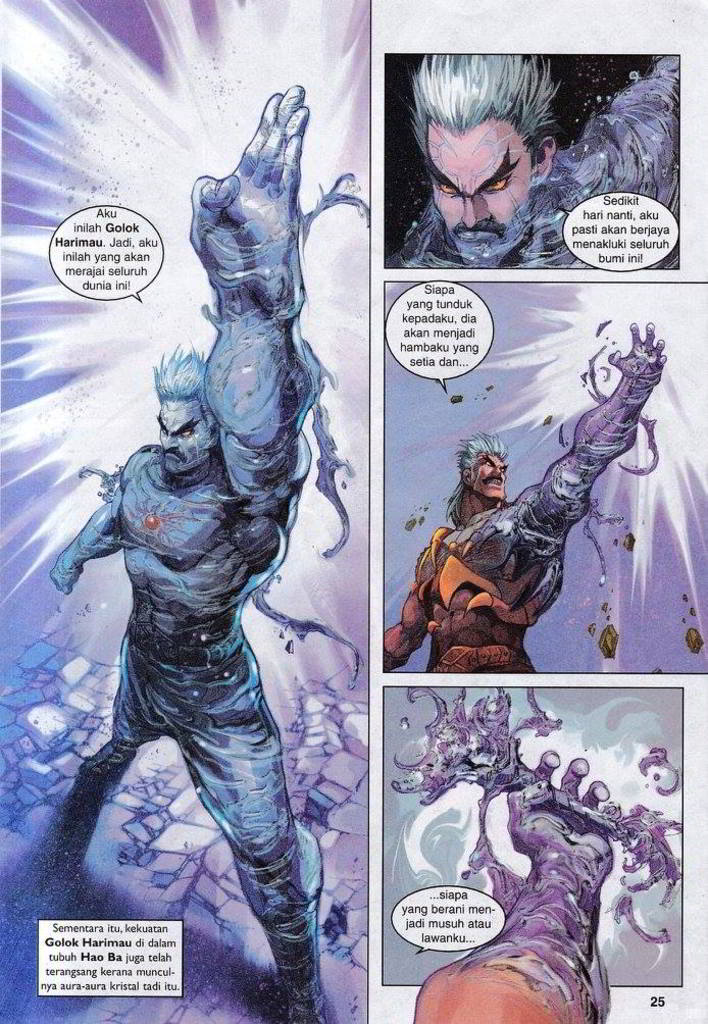 Aku
inilah Golok
Harimau. Jadi, aku
inilah yang akan
merajai seluruh
dunia ini!
Sementara itu, kekuatan
Golok Harimau di dalam
tubuh Hao Ba juga telah
terangsang kerana muncul-
nya aura-aura kristal tadi itu.
Sedikit
hari nanti, aku
pasti akan berjaya
menakluki seluruh
bumi ini!
Siapa
yang tunduk
kepadaku, dia
akan menjadi
hambaku yang
setia dan...
...siapa
yang berani men-
jadi musuh atau
lawanku...
25